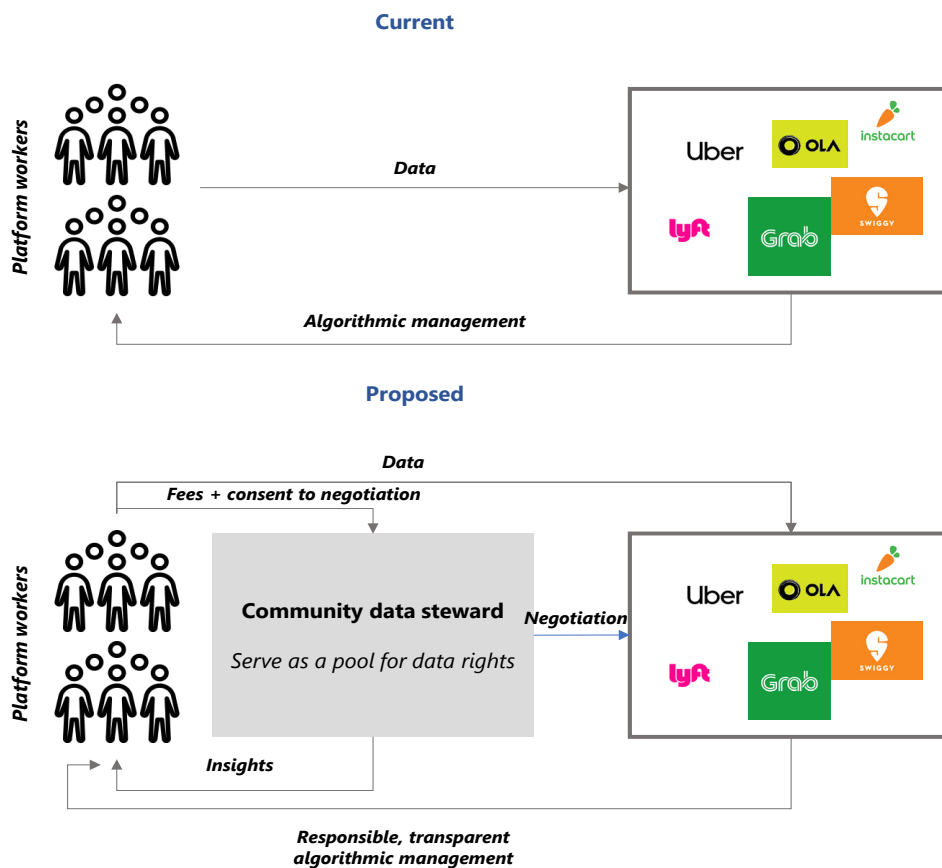 Current
Platform workers
Data
Uber
OLA
instacart
lyft
Grab
SWIGGY
Algorithmic management
Proposed
Data
Fees + consent to negotiation
Platform workers
Community data steward
Serve as a pool for data rights
Negotiation
Uber
OLA
instacart
lyft
Grab
SWIGGY
Insights
Responsible, transparent
algorithmic management